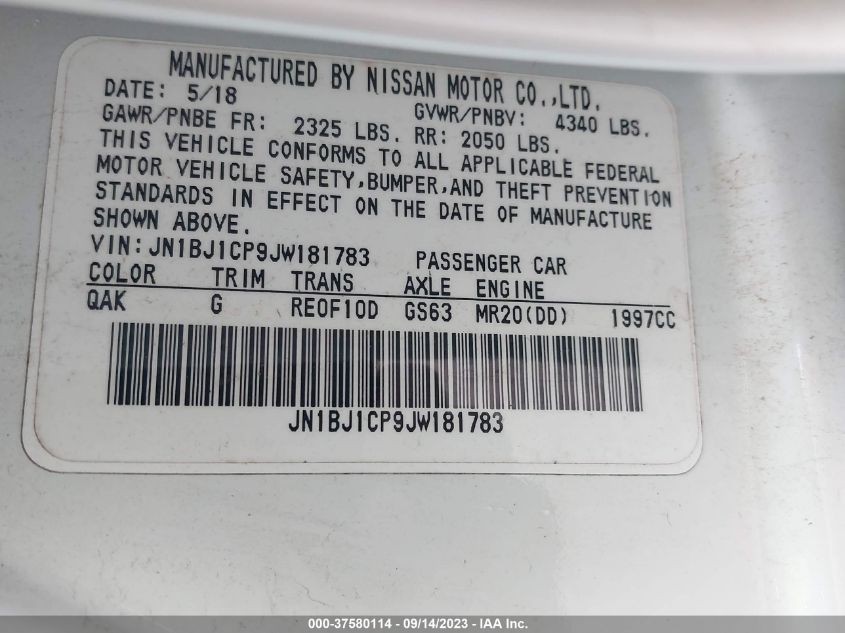 MANUFACTURED BY NISSAN MOTOR CO.,LTD.
DATE: 5/18 GVWR/PNBV: 4340 LBS.
GAWR/PNBE FR: 2325 LBS. RR: 2050 LBS.
THIS VEHICLE CONFORMS TO ALL APPLICABLE FEDERAL
MOTOR VEHICLE SAFETY,BUMPER,AND THEFT PREVENTION
STANDARDS IN EFFECT ON THE DATE OF MANUFACTURE
SHOWN ABOVE.
VIN:JN1BJ1CP9JW181783 PASSENGER CAR
COLOR TRIM TRANS AXLE ENGINE
QAK G RE0F10D GS63 MR20(DD) 1997CC
JN1BJ1CP9JW181783
000-37580114 - 09/14/2023 - IAA Inc.